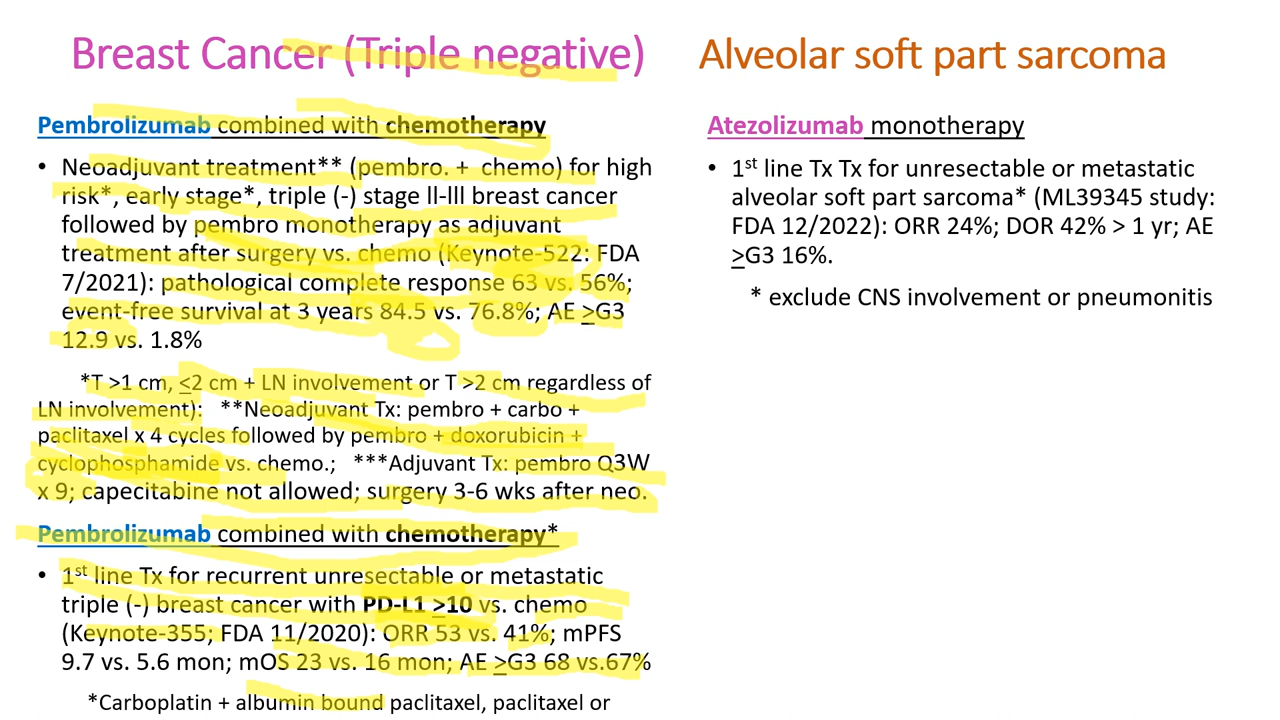 Breast Cancer (Triple negative)
Pembrolizumab combined with chemotherapy
• Neoadjuvant treatment** (pembro. + chemo) for high
risk*, early stage*, triple (-) stage ll-lll breast cancer
followed by pembro monotherapy as adjuvant
treatment after surgery vs. chemo (Keynote-522: FDA
7/2021): pathological complete response 63 vs. 56%;
event-free survival at 3 years 84.5 vs. 76.8%; AE >G3
12.9 vs. 1.8%
*T >1 cm, <2 cm + LN involvement or T >2 cm regardless of
LN involvement): **Neoadjuvant Tx: pembro + carbo +
paclitaxel x 4 cycles followed by pembro + doxorubicin +
cyclophosphamide vs. chemo.; ***Adjuvant Tx: pembro Q3W
x 9; capecitabine not allowed; surgery 3-6 wks after neo.
Pembrolizumab combined with chemotherapy*
• 1st line Tx for recurrent unresectable or metastatic
triple (-) breast cancer with PD-L1 >10 vs. chemo
(Keynote-355; FDA 11/2020): ORR 53 vs. 41%; mPFS
9.7 vs. 5.6 mon; mOS 23 vs. 16 mon; AE >G3 68 vs.67%
*Carboplatin + albumin bound paclitaxel, paclitaxel or
Alveolar soft part sarcoma
Atezolizumab monotherapy
• 1st line Tx Tx for unresectable or metastatic
alveolar soft part sarcoma* (ML39345 study:
FDA 12/2022): ORR 24%; DOR 42% > 1 yr; AE
>G3 16%.
* exclude CNS involvement or pneumonitis